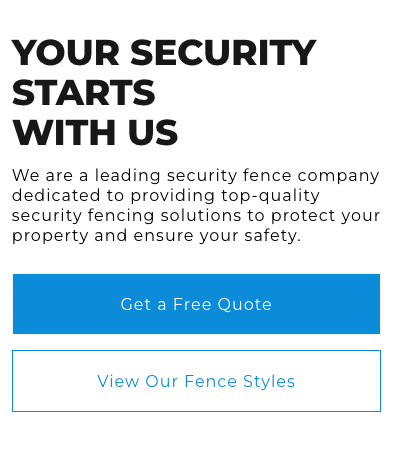 YOUR SECURITY
STARTS
WITH US
We are a leading security fence company
dedicated to providing top-quality
security fencing solutions to protect your
property and ensure your safety.
Get a Free Quote
View Our Fence Styles